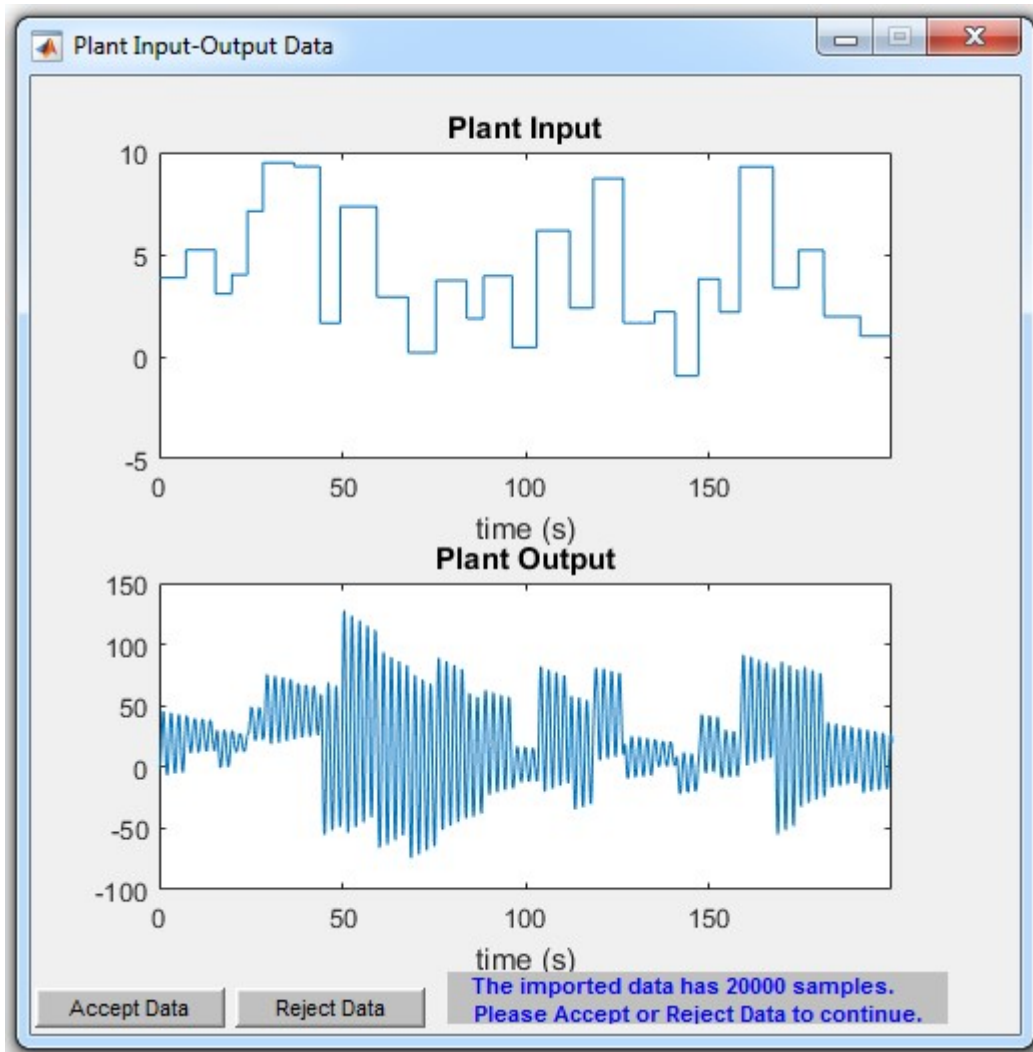 Plant Input-Output Data
Plant Input
10
5
0
-5
0 50 100 150
time (s)
Plant Output
150
100
50
0
-50
-100
0 50 100 150
time (s)
Accept Data Reject Data
The imported data has 20000 samples.
Please Accept or Reject Data to continue.